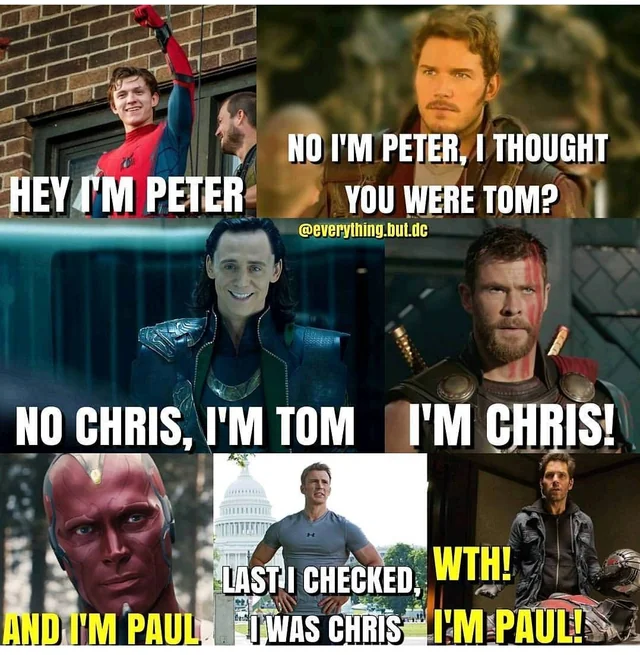 HEY I'M PETER
NO I'M PETER, I THOUGHT
YOU WERE TOM?
@everything.but.dc
NO CHRIS, I'M TOM
I'M CHRIS!
AND I'M PAUL
LAST I CHECKED,
I WAS CHRIS
WTH!
I'M PAUL!